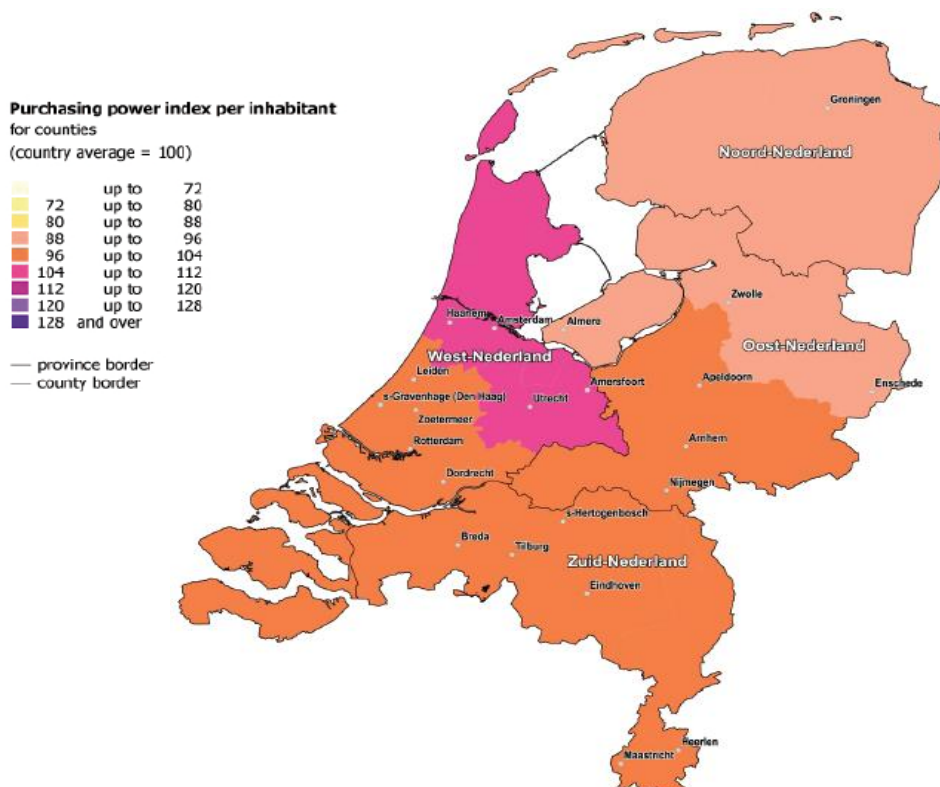 Purchasing power index per inhabitant
for counties
(country average = 100)
up to 72
72 up to 80
80 up to 88
88 up to 96
96 up to 104
104 up to 112
112 up to 120
120 up to 128
128 and over
province border
county border
Groningen
Noord-Nederland
Zwolle
Haarlem
Amsterdam
Almere
Oost-Nederland
West-Nederland
Leiden
Amersfoort
Apeldoorn
Enschede
s-Gravenhage (Den Haag)
Utrecht
Zoetermeer
Rotterdam
Arnhem
Dordrecht
Nijmegen
s-Hertogenbosch
Breda
Tilburg
Zuid-Nederland
Eindhoven
Heerlen
Maastricht